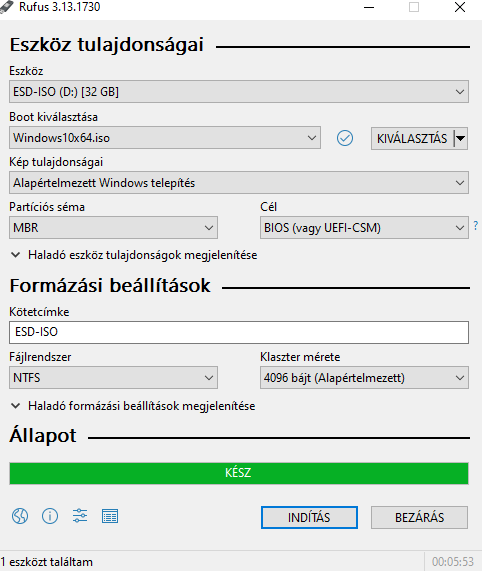 Rufus 3.13.1730
Eszköz tulajdonságai
Eszköz
ESD-ISO (D:) [32 GB]
Boot kiválasztása
Windows10x64.iso
KIVÁLASZTÁS
Kép tulajdonságai
Alapértelmezett Windows telepítés
Partíciós séma Cél
MBR BIOS (vagy UEFI-CSM) ?
Haladó eszköz tulajdonságok megjelenítése
Formázási beállítások
Kötetcímke
ESD-ISO
Fájlrendszer Klaszter mérete
NTFS 4096 bájt (Alapértelmezett)
Haladó formázási beállítások megjelenítése
Állapot
KÉSZ
INDÍTÁS BEZÁRÁS
1 eszközt találtam 00:05:53